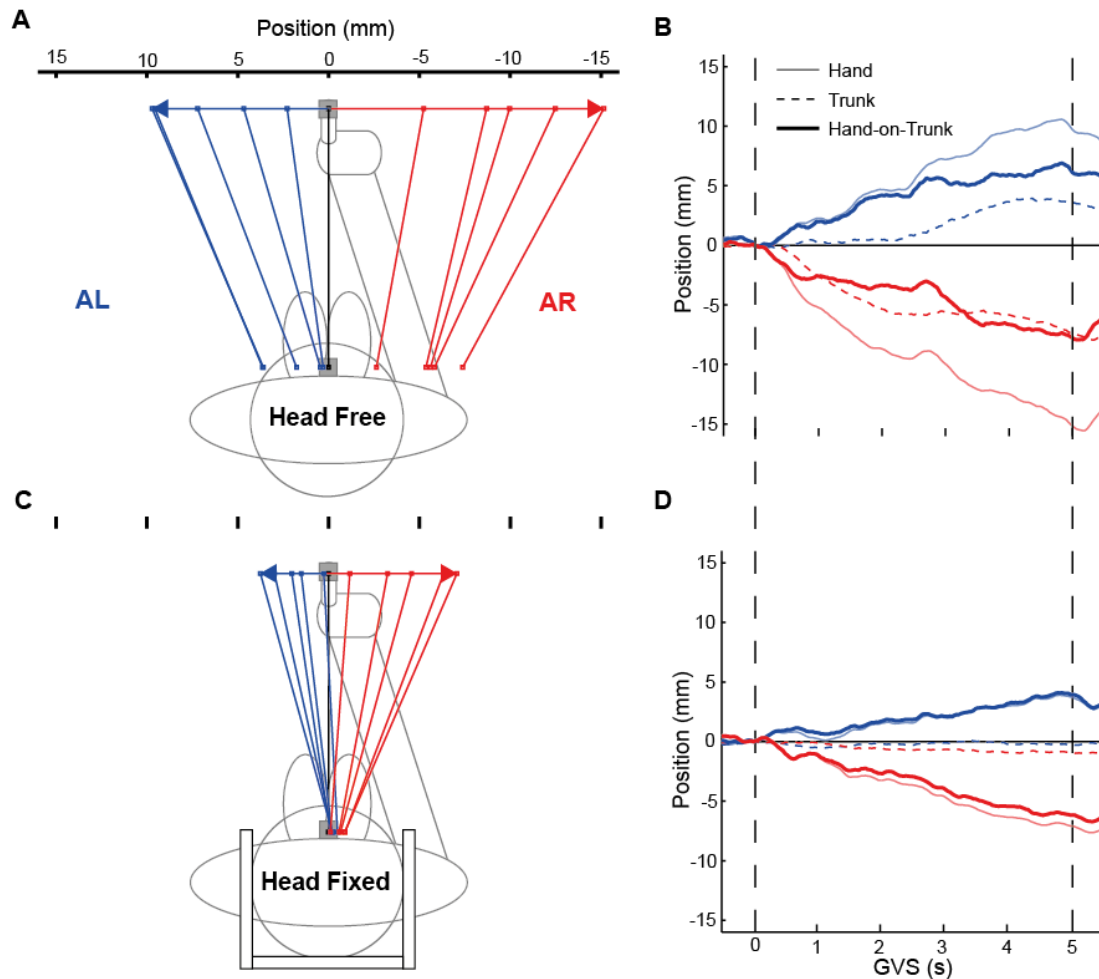 A
Position (mm)
15 10 5 0 -5 -10 -15
AL
AR
Head Free
B
Position (mm)
15
10
5
0
-5
-10
-15
Hand
Trunk
Hand-on-Trunk
C
Head Fixed
D
Position (mm)
15
10
5
0
-5
-10
-15
0 1 2 3 4 5
GVS (s)